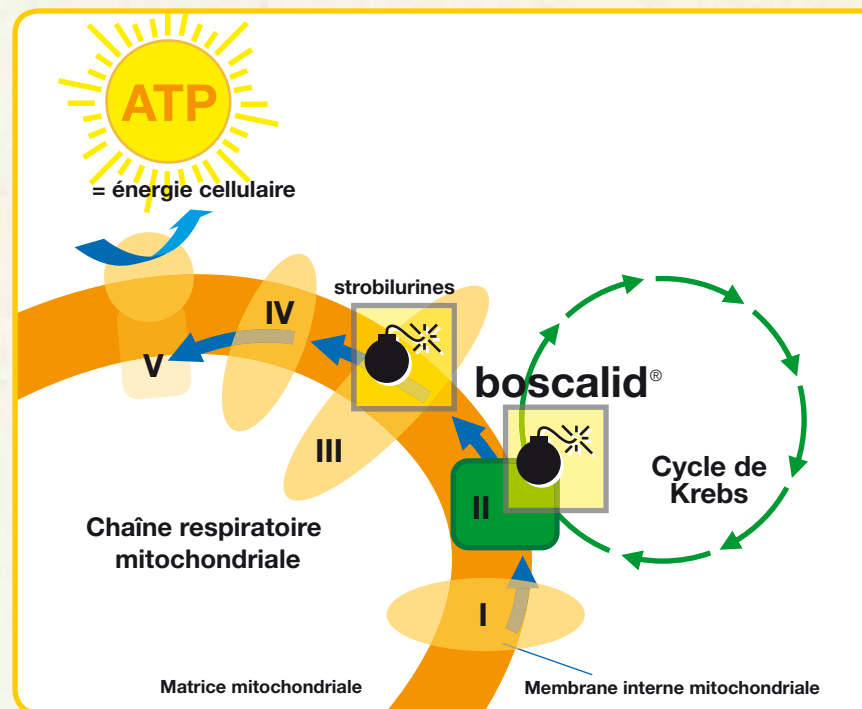 ATP
= énergie cellulaire
strobilurines
IV
V
boscalid®
III
Cycle de
Krebs
II
Chaîne respiratoire
mitochondriale
I
Matrice mitochondriale
Membrane interne mitochondriale